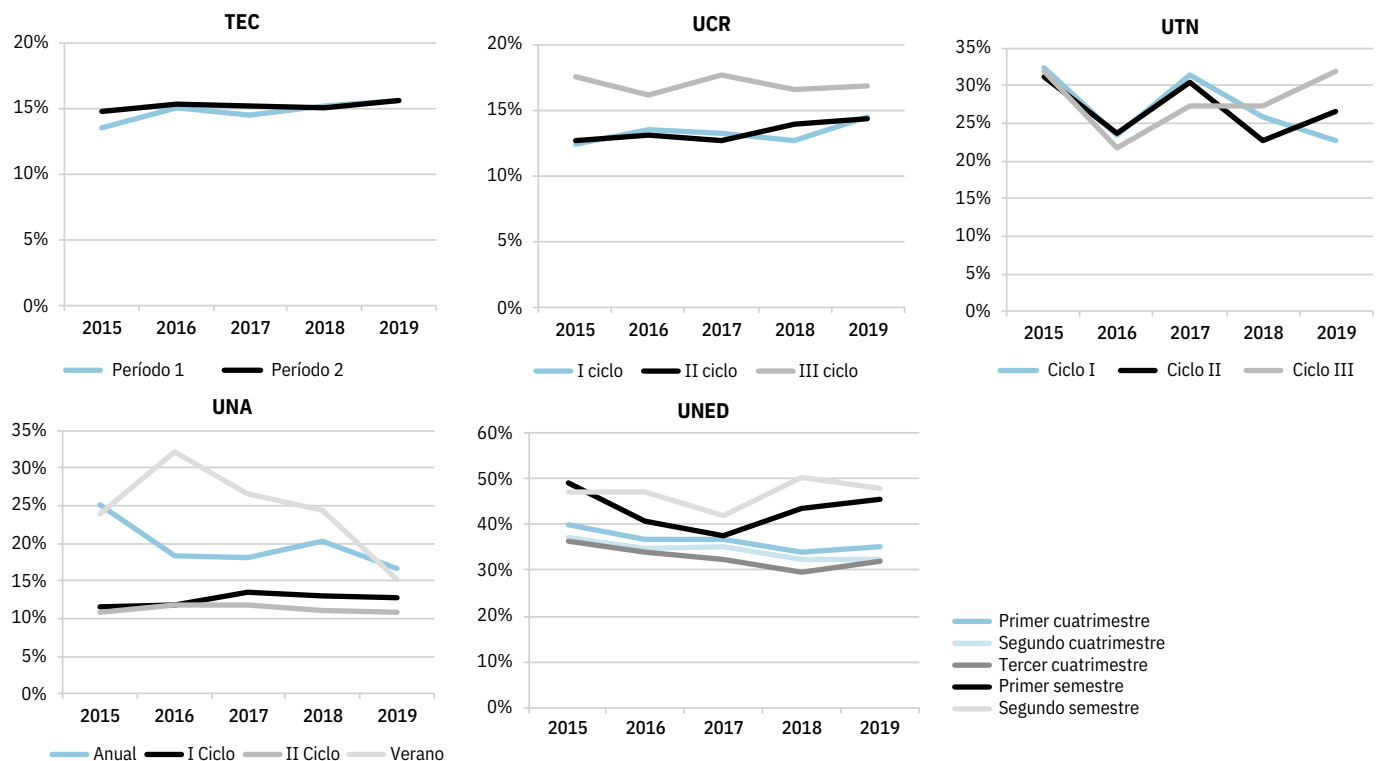 TEC
20%
15%
10%
5%
0%
2015 2016 2017 2018 2019
Período 1 Período 2
UCR
20%
15%
10%
5%
0%
2015 2016 2017 2018 2019
I ciclo II ciclo III ciclo
UTN
35%
30%
25%
20%
15%
10%
5%
0%
2015 2016 2017 2018 2019
Ciclo I Ciclo II Ciclo III
UNA
35%
30%
25%
20%
15%
10%
5%
0%
2015 2016 2017 2018 2019
Anual I Ciclo II Ciclo Verano
UNED
60%
50%
40%
30%
20%
10%
0%
2015 2016 2017 2018 2019
Primer cuatrimestre
Segundo cuatrimestre
Tercer cuatrimestre
Primer semestre
Segundo semestre